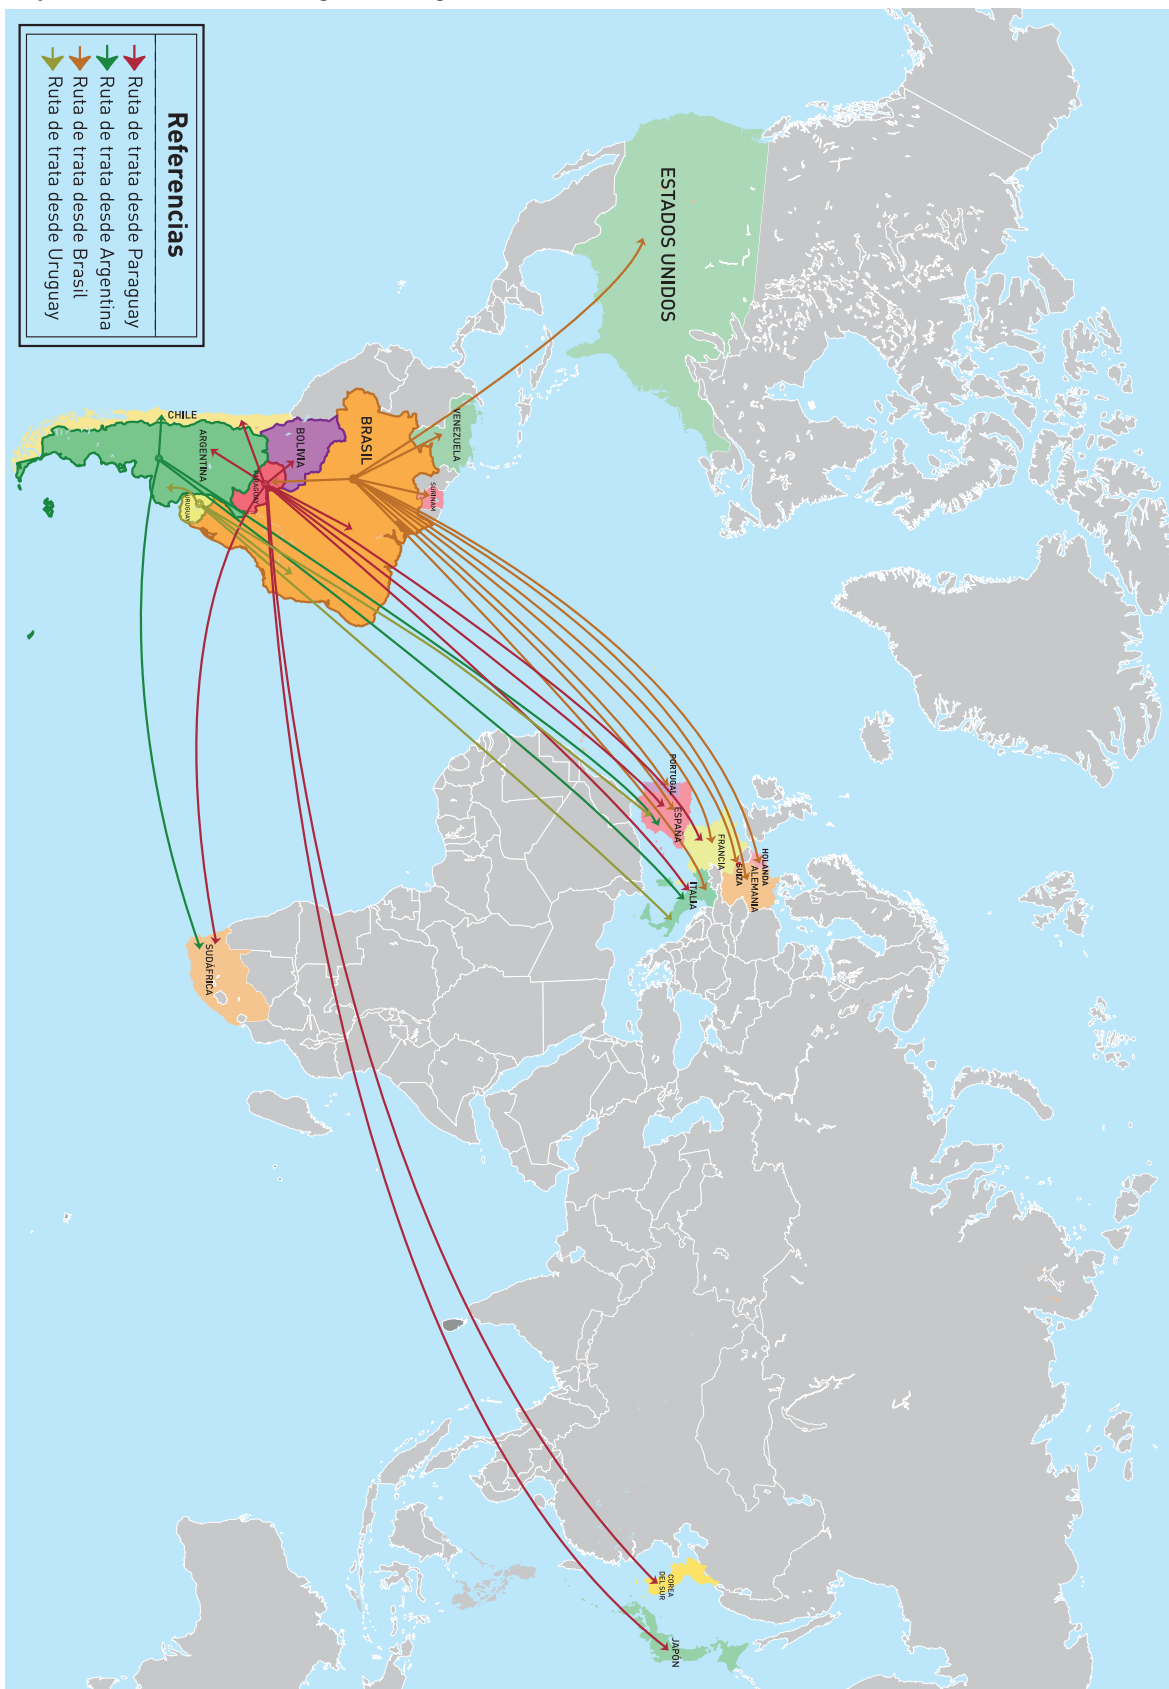 Referencias
Ruta de trata desde Paraguay
Ruta de trata desde Argentina
Ruta de trata desde Brasil
Ruta de trata desde Uruguay
ESTADOS UNIDOS
VENEZUELA
SURINAM
BRASIL
BOLIVIA
PARAGUAY
CHILE
ARGENTINA
URUGUAY
PORTUGAL
ESPAÑA
FRANCIA
SUIZA
HOLANDA
ALEMANIA
ITALIA
SUDÁFRICA
COREA
DEL SUR
JAPÓN